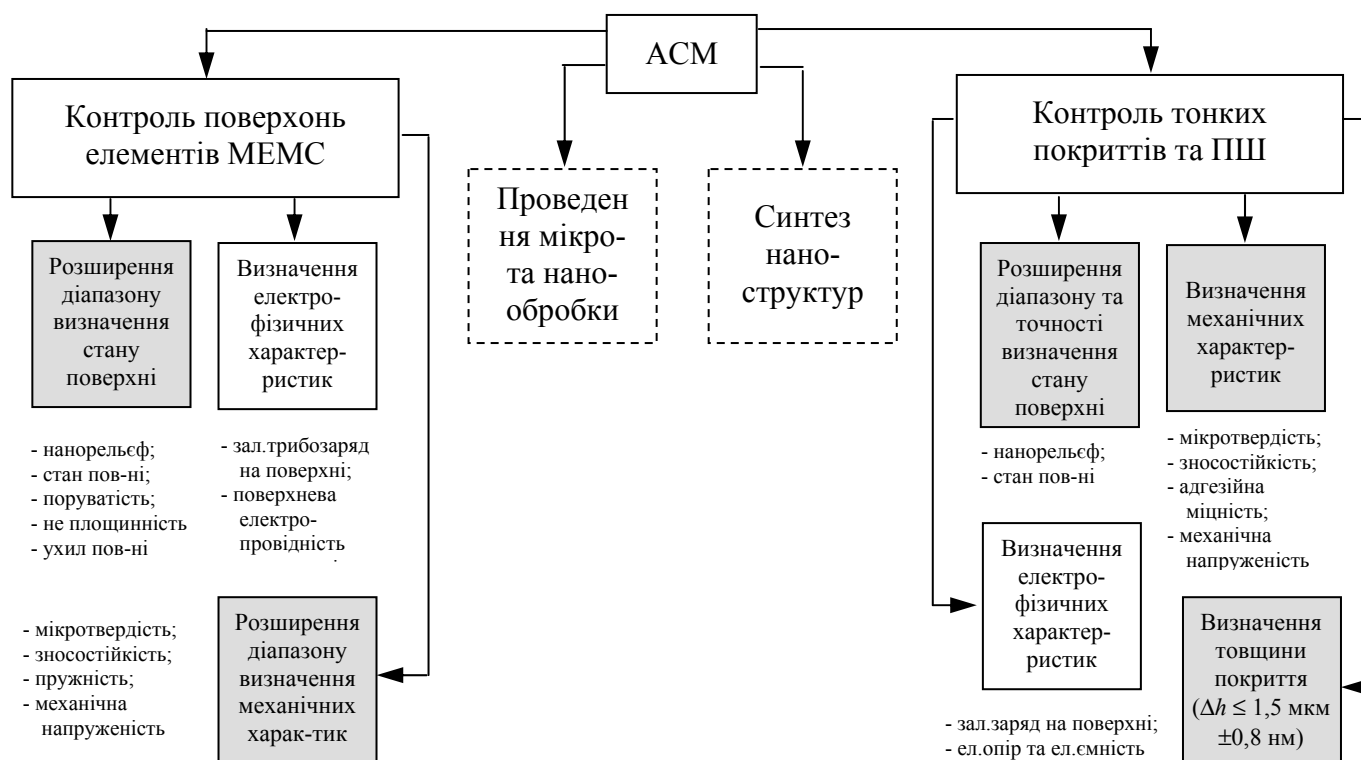 АСМ
Контроль поверхонь
елементів МЕМС
Проведен
ня мікро-
та нано-
обробки
Синтез
нано-
структур
Контроль тонких
покриттів та ПШ
Розширення
діапазону
визначення
стану
поверхні
Визначення
електро-
фізичних
характер-
ристик
Розширення
діапазону та
точності
визначення
стану
поверхні
Визначення
механічних
характер-
ристик
- нанорельєф;
- стан пов-ні;
- поруватість;
- не площинність
- ухил пов-ні
- зал.трибозаряд
на поверхні;
- поверхнева
електро-
провідність
- нанорельєф;
- стан пов-ні
- мікротвердість;
- зносостійкість;
- адгезійна
міцність;
- механічна
напруженість
- мікротвердість;
- зносостійкість;
- пружність;
- механічна
напруженість
Розширення
діапазону
визначення
механічних
харак-тик
Визначення
електро-
фізичних
характер-
ристик
- зал.заряд на поверхні;
- ел.опір та ел.ємність
Визначення
товщини
покриття
(Δh ≤ 1,5 мкм
±0,8 нм)